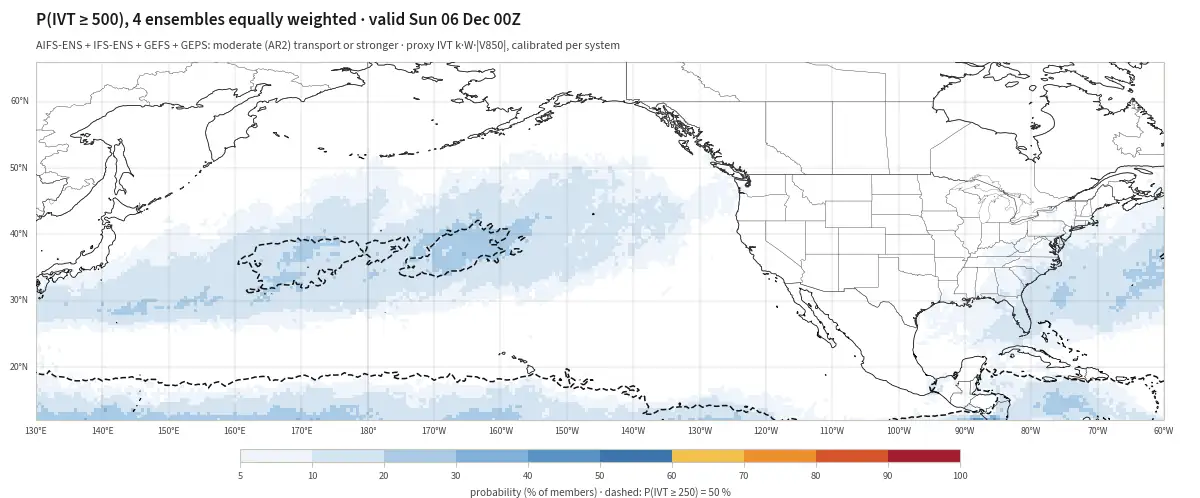 P(IVT ≥ 500), 4 ensembles equally weighted · valid Sun 06 Dec 00Z
AIFS-ENS + IFS-ENS + GEFS + GEPS: moderate (AR2) transport or stronger · proxy IVT k·W·|V850|, calibrated per system
60°N
50°N
40°N
30°N
20°N
130°E 140°E 150°E 160°E 170°E 180° 170°W 160°W 150°W 140°W 130°W 120°W 110°W 100°W 90°W 80°W 70°W 60°W
5 10 20 30 40 50 60 70 80 90 100
probability (% of members) · dashed: P(IVT ≥ 250) = 50 %